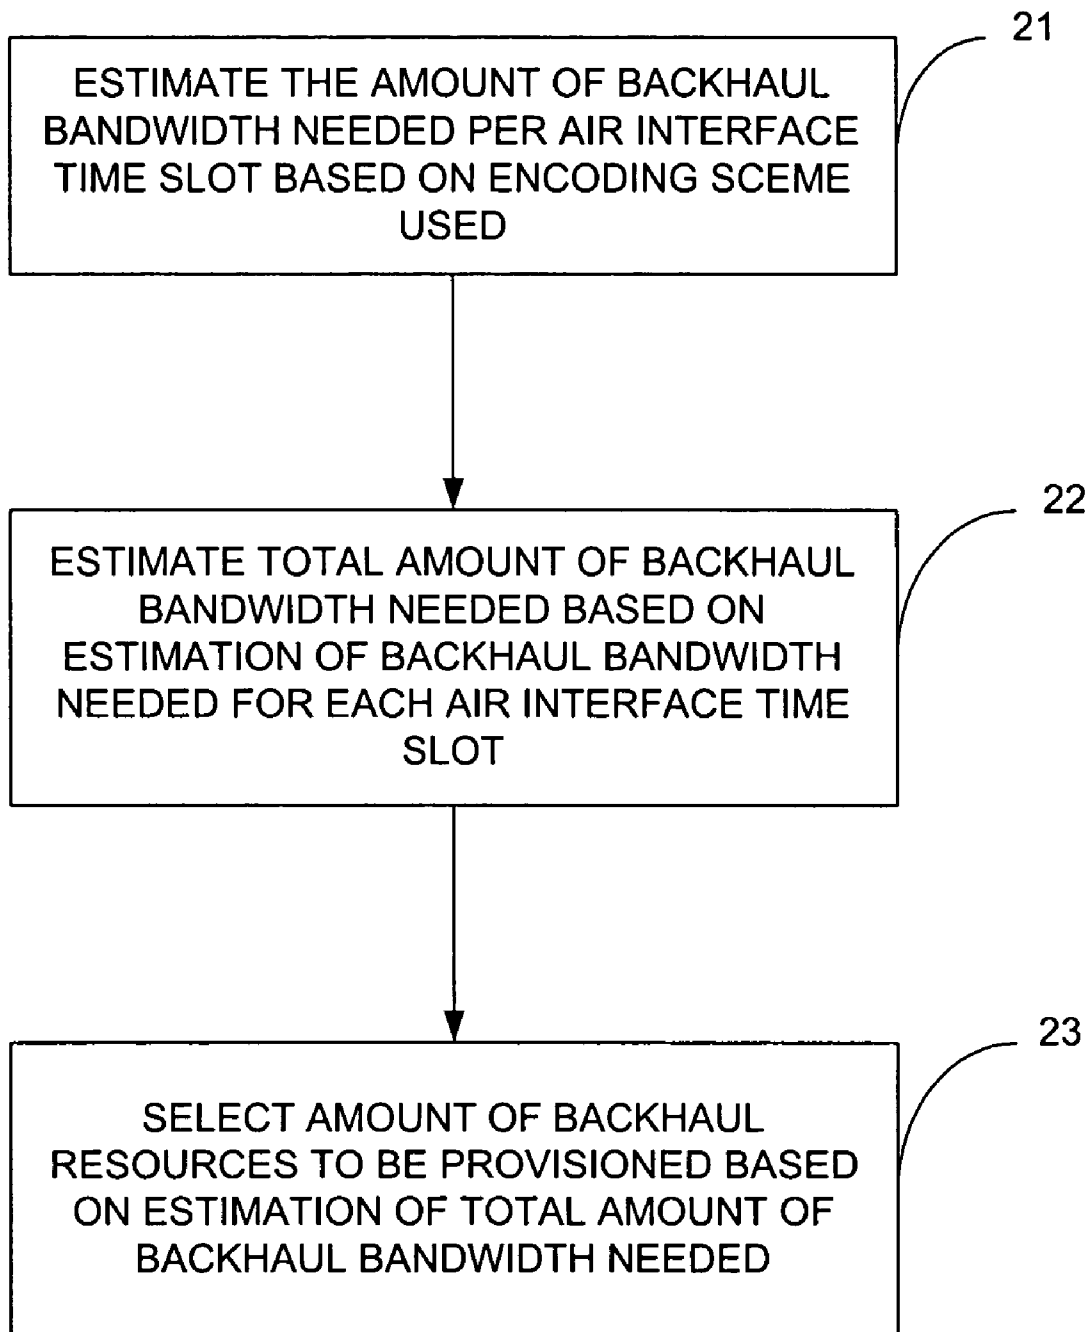 21
ESTIMATE THE AMOUNT OF BACKHAUL
BANDWIDTH NEEDED PER AIR INTERFACE
TIME SLOT BASED ON ENCODING SCEME
USED
22
ESTIMATE TOTAL AMOUNT OF BACKHAUL
BANDWIDTH NEEDED BASED ON
ESTIMATION OF BACKHAUL BANDWIDTH
NEEDED FOR EACH AIR INTERFACE TIME
SLOT
23
SELECT AMOUNT OF BACKHAUL
RESOURCES TO BE PROVISIONED BASED
ON ESTIMATION OF TOTAL AMOUNT OF
BACKHAUL BANDWIDTH NEEDED